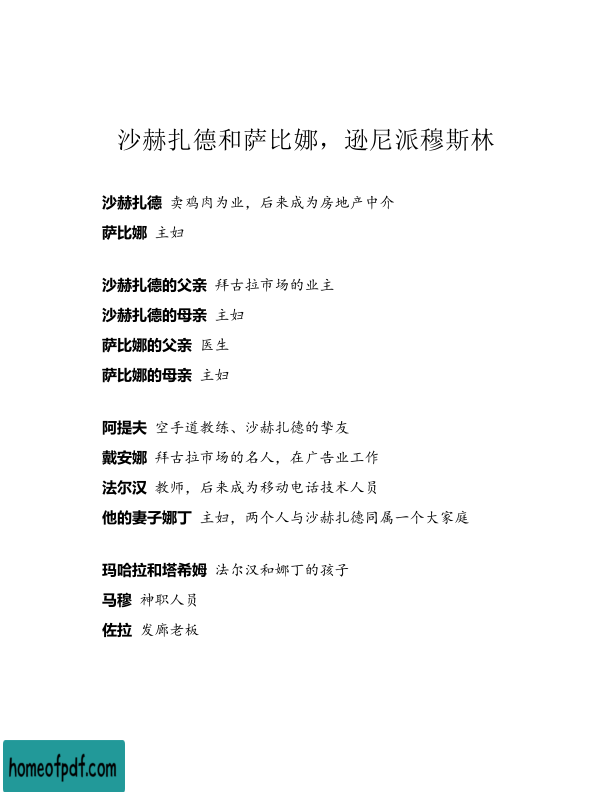 沙赫扎德和萨比娜，逊尼派穆斯林
沙赫扎德 卖鸡肉为业，后来成为房地产中介
萨比娜 主妇
沙赫扎德的父亲 拜古拉市场的业主
沙赫扎德的母亲 主妇
萨比娜的父亲 医生
萨比娜的母亲 主妇
阿提夫 空手道教练、沙赫扎德的挚友
戴安娜 拜古拉市场的名人，在广告业工作
法尔汉 教师，后来成为移动电话技术人员
他的妻子娜丁 主妇，两个人与沙赫扎德同属一个大家庭
玛哈拉和塔希姆 法尔汉和娜丁的孩子
马穆 神职人员
佐拉 发廊老板
homeofpdf.com